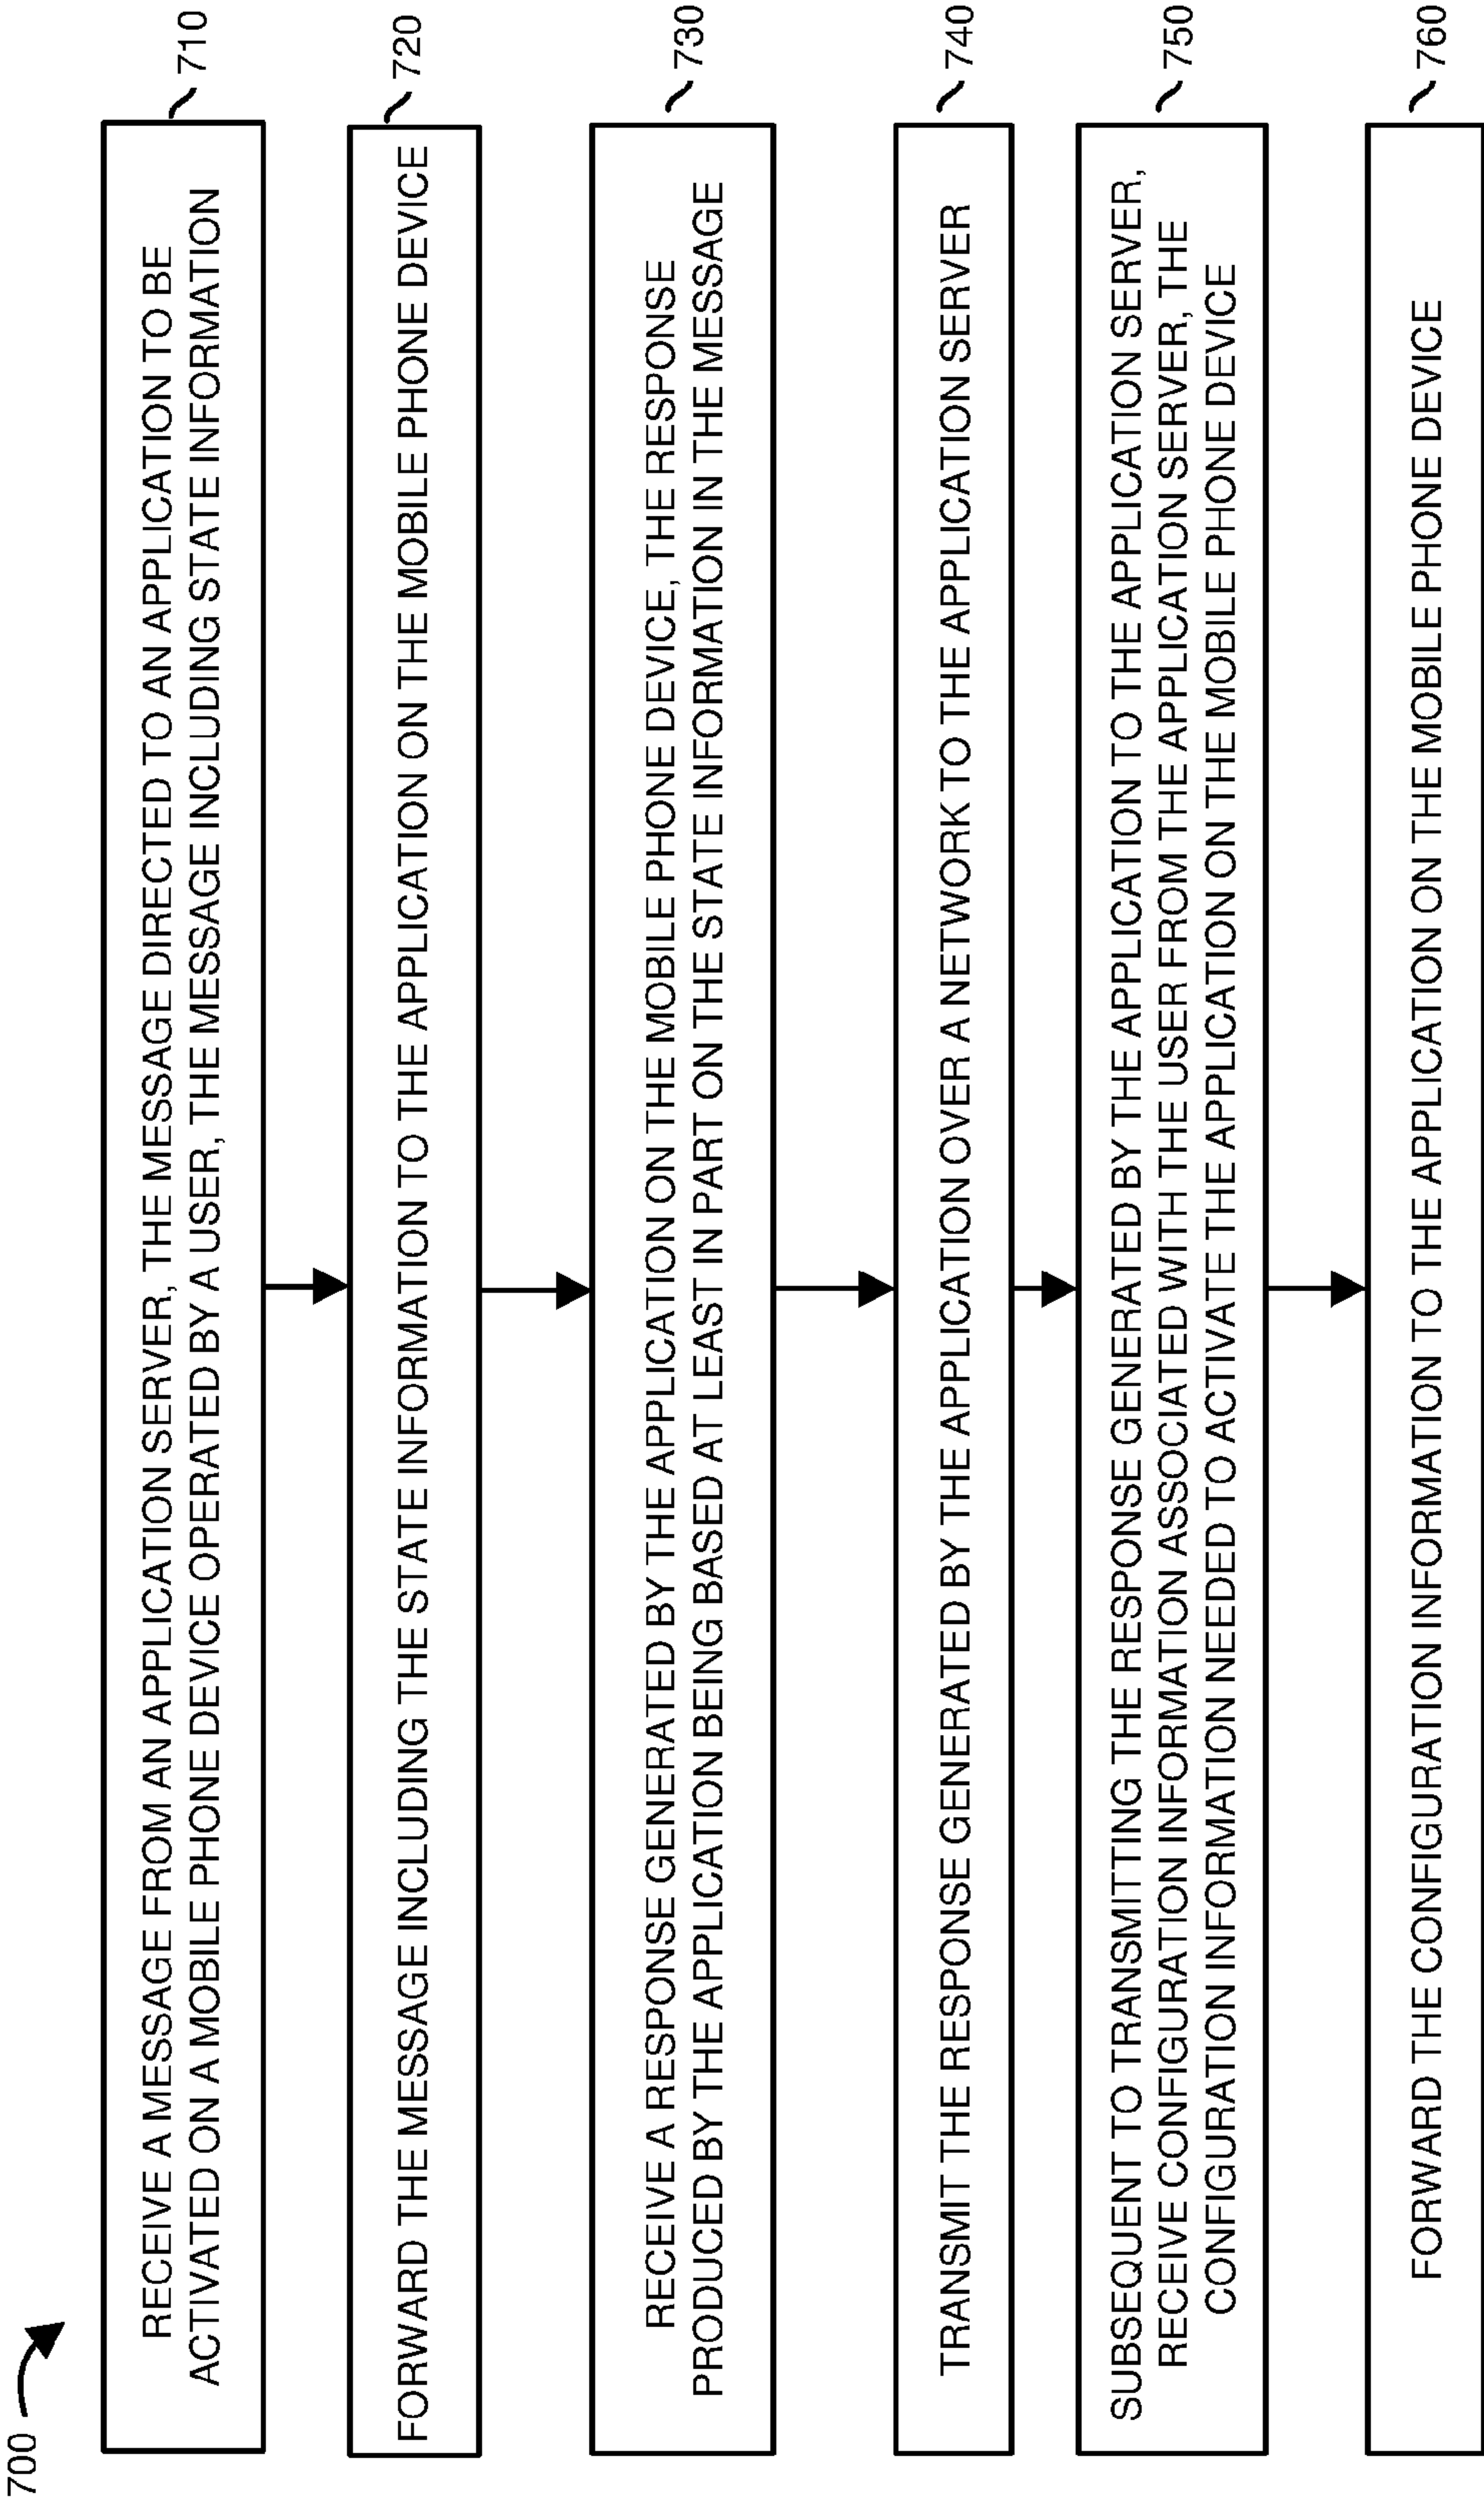 700
RECEIVE A MESSAGE FROM AN APPLICATION SERVER, THE MESSAGE DIRECTED TO AN APPLICATION TO BE
ACTIVATED ON A MOBILE PHONE DEVICE OPERATED BY A USER, THE MESSAGE INCLUDING STATE INFORMATION
710
FORWARD THE MESSAGE INCLUDING THE STATE INFORMATION TO THE APPLICATION ON THE MOBILE PHONE DEVICE
720
RECEIVE A RESPONSE GENERATED BY THE APPLICATION ON THE MOBILE PHONE DEVICE, THE RESPONSE
PRODUCED BY THE APPLICATION BEING BASED AT LEAST IN PART ON THE STATE INFORMATION IN THE MESSAGE
730
TRANSMIT THE RESPONSE GENERATED BY THE APPLICATION OVER A NETWORK TO THE APPLICATION SERVER
740
SUBSEQUENT TO TRANSMITTING THE RESPONSE GENERATED BY THE APPLICATION TO THE APPLICATION SERVER,
RECEIVE CONFIGURATION INFORMATION ASSOCIATED WITH THE USER FROM THE APPLICATION SERVER, THE
CONFIGURATION INFORMATION NEEDED TO ACTIVATE THE APPLICATION ON THE MOBILE PHONE DEVICE
750
FORWARD THE CONFIGURATION INFORMATION TO THE APPLICATION ON THE MOBILE PHONE DEVICE
760